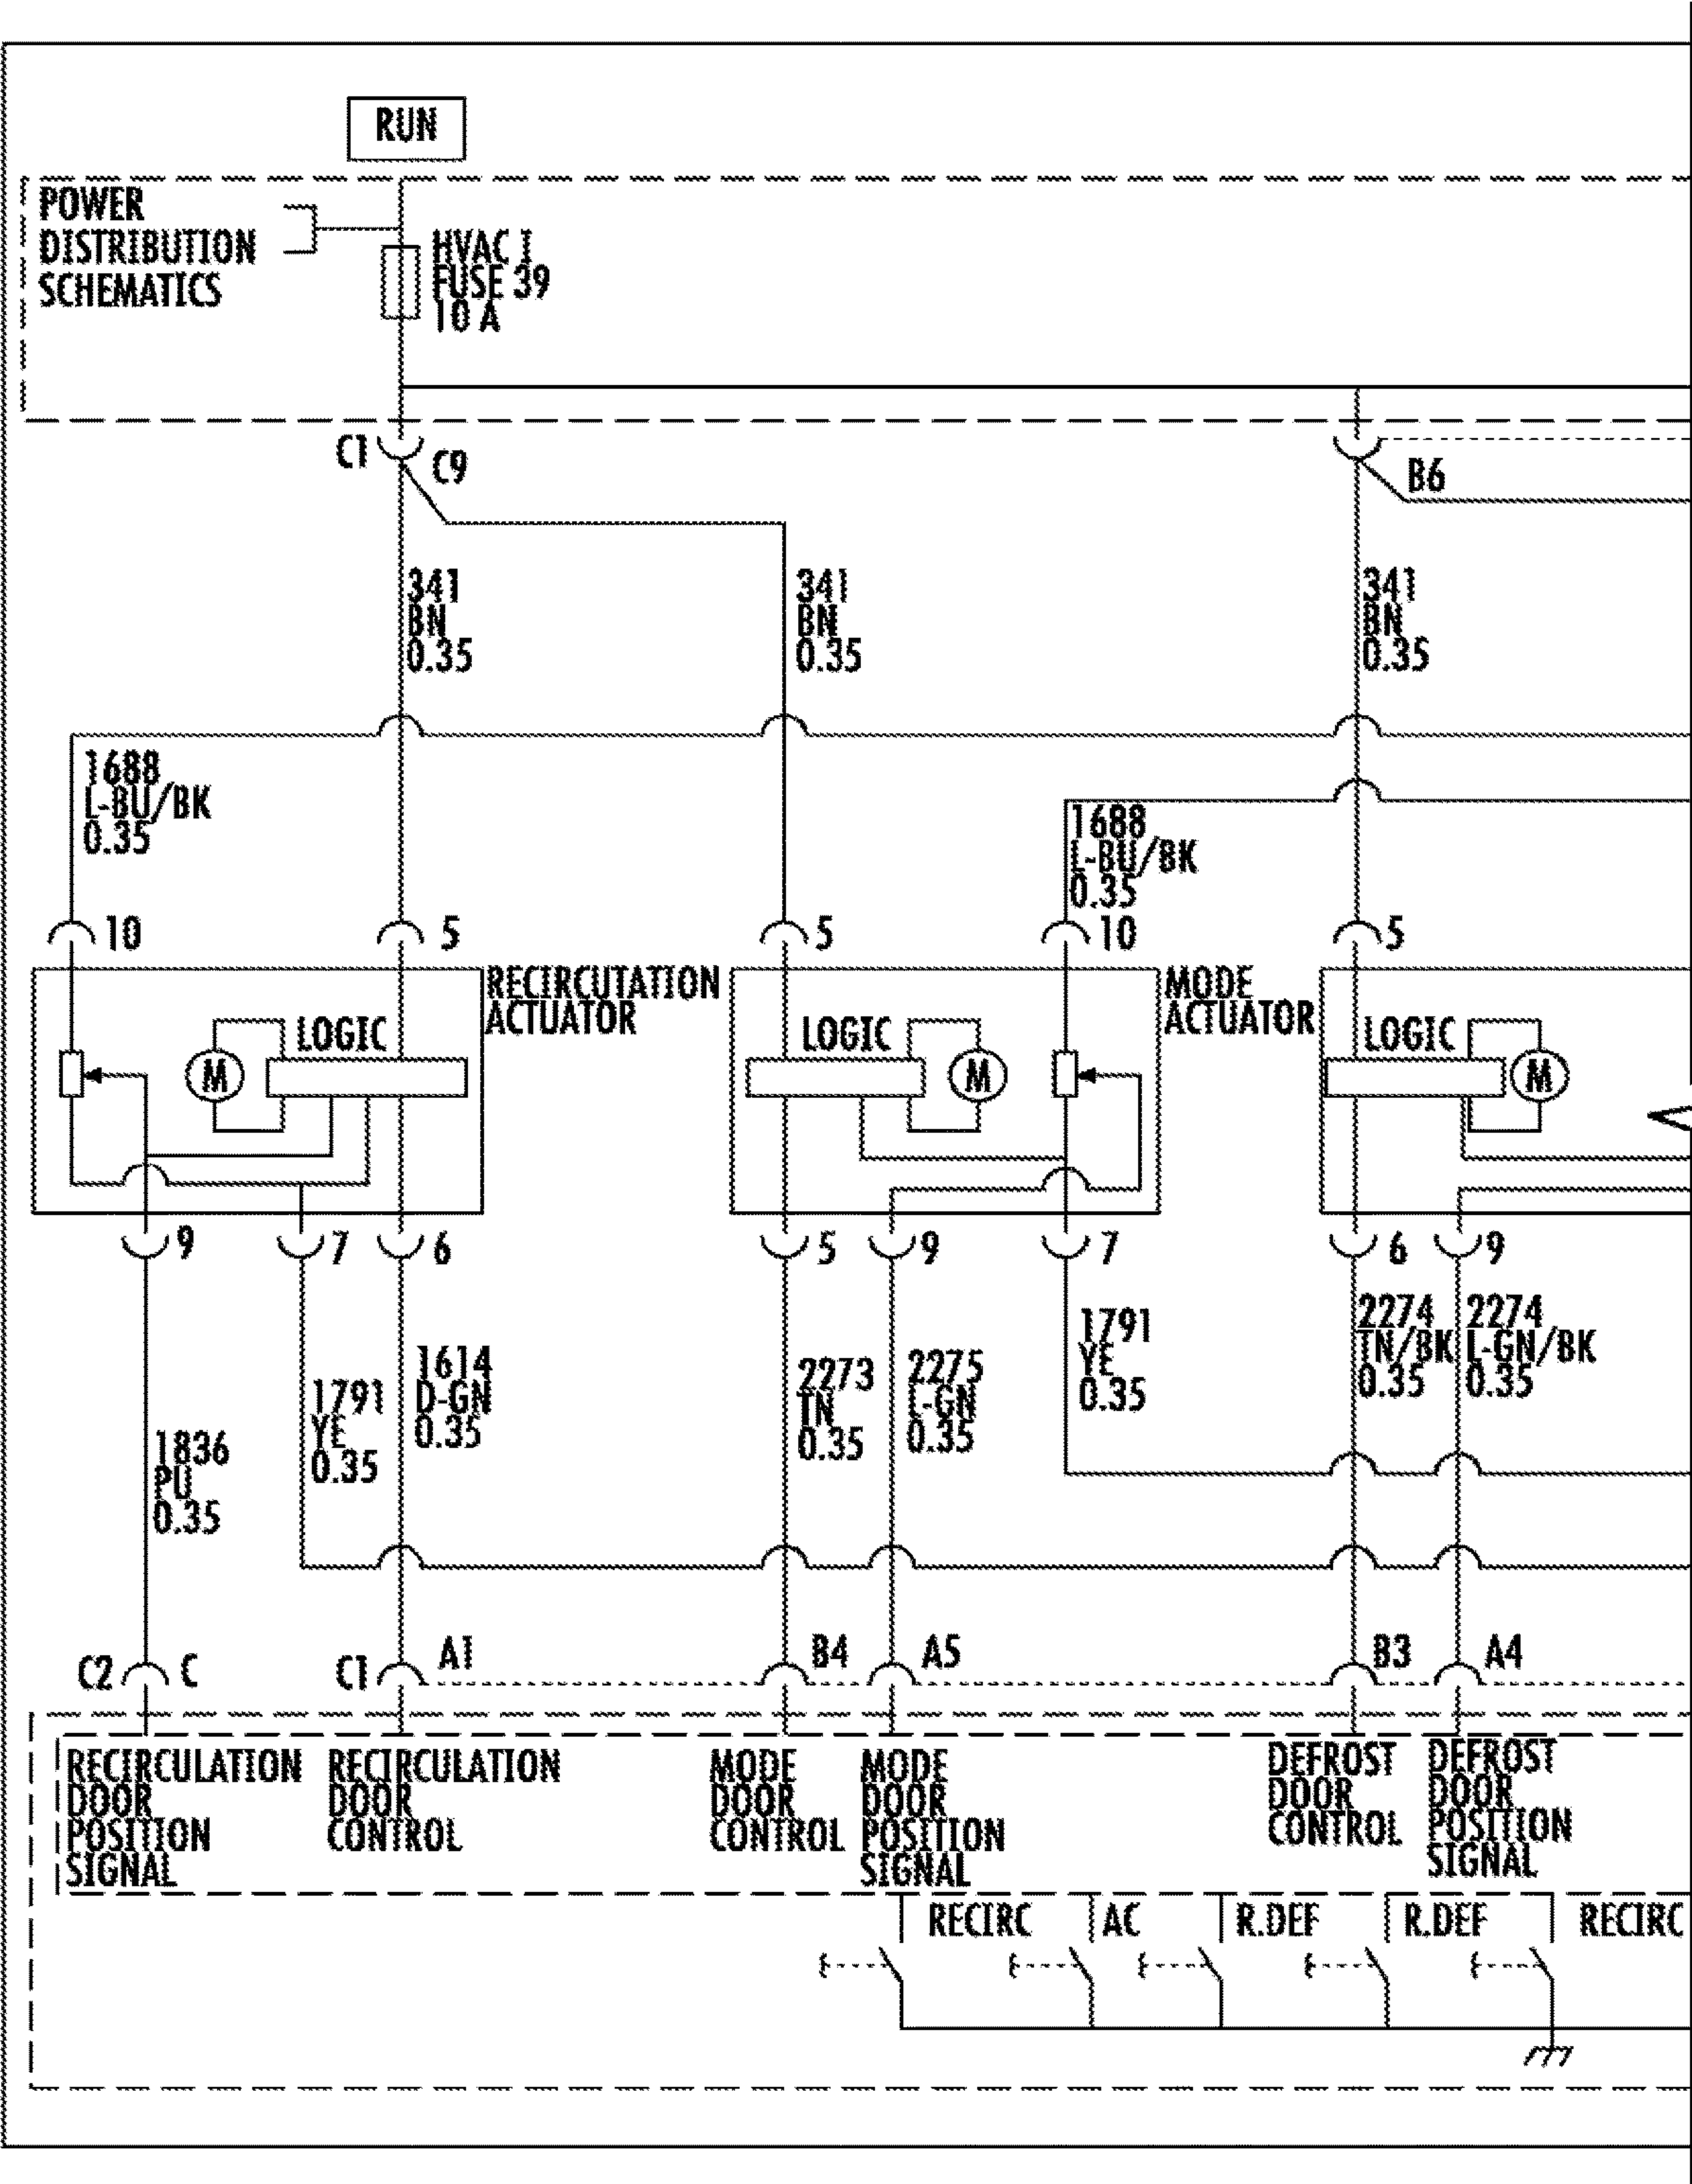 RUN
POWER
DISTRIBUTION
SCHEMATICS
HVAC I
FUSE 39
10 A
C1
C9
B6
341
BN
0.35
341
BN
0.35
341
BN
0.35
1688
L-BU/BK
0.35
1688
L-BU/BK
0.35
10
5
5
10
5
RECIRCUTATION
ACTUATOR
MODE
ACTUATOR
LOGIC
M
LOGIC
M
LOGIC
M
9
7
6
5
9
7
6
9
1836
PU
0.35
1791
YE
0.35
1614
D-GN
0.35
2273
TN
0.35
2275
L-GN
0.35
1791
YE
0.35
2274
TN/BK
0.35
2274
L-GN/BK
0.35
C2
C
C1
A1
B4
A5
B3
A4
RECIRCULATION
DOOR
POSITION
SIGNAL
RECIRCULATION
DOOR
CONTROL
MODE
DOOR
CONTROL
MODE
DOOR
POSITION
SIGNAL
DEFROST
DOOR
CONTROL
DEFROST
DOOR
POSITION
SIGNAL
RECIRC
AC
R.DEF
R.DEF
RECIRC